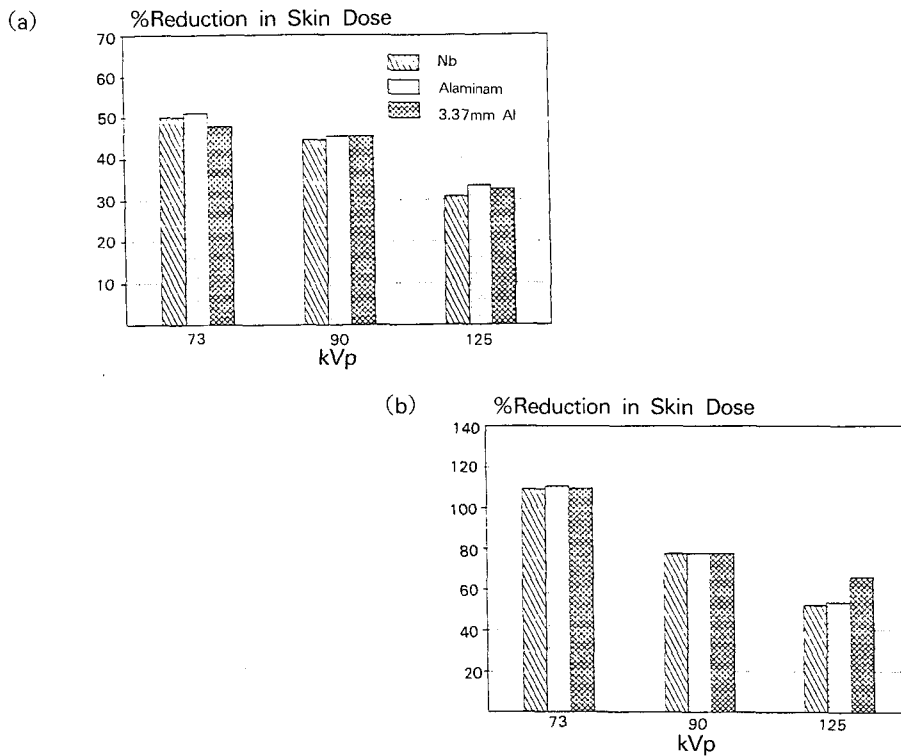 (a)
%Reduction in Skin Dose
70
60
50
40
30
20
10
Nb
Alaminam
3.37mm Al
73 90 125
kVp
(b)
%Reduction in Skin Dose
140
120
100
80
60
40
20
73 90 125
kVp